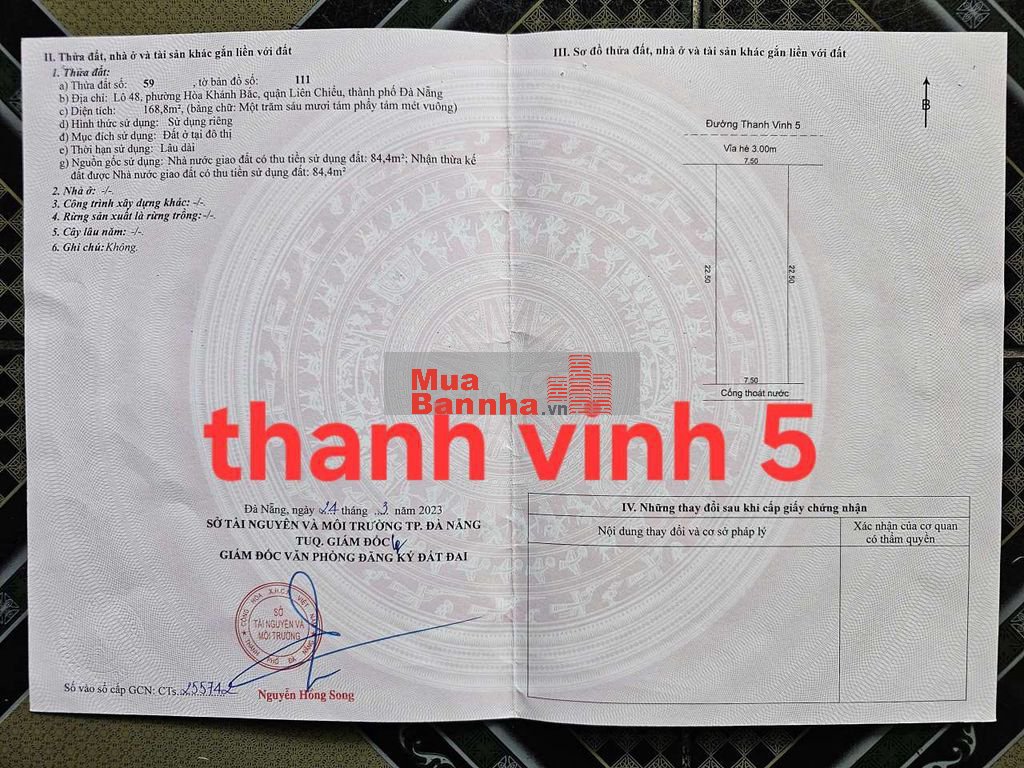 II. Thửa đất, nhà ở và tài sản khác gắn liền với đất
1. Thửa đất:
a) Thửa đất số: 59 , tờ bản đồ số: 111
b) Địa chỉ: Lô 48, phường Hòa Khánh Bắc, quận Liên Chiểu, thành phố Đà Nẵng
c) Diện tích: 168,8m², (bằng chữ: Một trăm sáu mươi tám phẩy tám mét vuông)
d) Hình thức sử dụng: Sử dụng riêng
đ) Mục đích sử dụng: Đất ở tại đô thị
e) Thời hạn sử dụng: Lâu dài
g) Nguồn gốc sử dụng: Nhà nước giao đất có thu tiền sử dụng đất: 84,4m²; Nhận thừa kế
đất được Nhà nước giao đất có thu tiền sử dụng đất: 84,4m²
2. Nhà ở: -/-.
3. Công trình xây dựng khác: -/-.
4. Rừng sản xuất là rừng trồng: -/-.
5. Cây lâu năm: -/-.
6. Ghi chú: Không.
Đà Nẵng, ngày 24 tháng 3 năm 2023
SỞ TÀI NGUYÊN VÀ MÔI TRƯỜNG TP. ĐÀ NẴNG
TUQ. GIÁM ĐỐC
GIÁM ĐỐC VĂN PHÒNG ĐĂNG KÝ ĐẤT ĐAI
CỘNG HÒA X.H.C.N VIỆT NAM
SỞ
TÀI NGUYÊN VÀ
MÔI TRƯỜNG
THÀNH PHỐ ĐÀ NẴNG
Nguyễn Hồng Song
Số vào sổ cấp GCN: CTs.255742
III. Sơ đồ thửa đất, nhà ở và tài sản khác gắn liền với đất
B
Đường Thanh Vinh 5
Vỉa hè 3.00m
7.50
22.50
22.50
7.50
Cống thoát nước
Mua
Bannha.vn
thanh vinh 5
IV. Những thay đổi sau khi cấp giấy chứng nhận
Nội dung thay đổi và cơ sở pháp lý
Xác nhận của cơ quan
có thẩm quyền